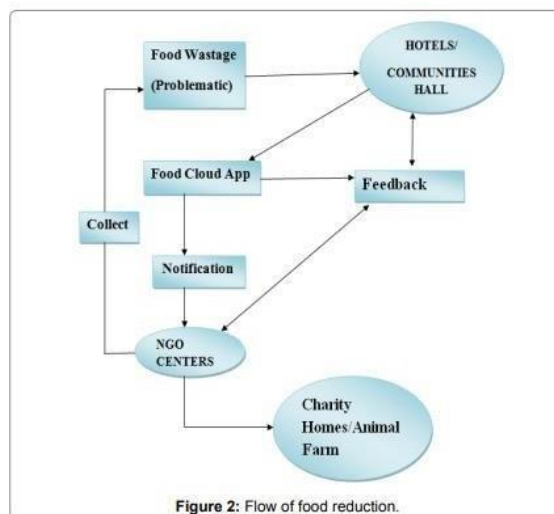 Food Wastage
(Problematic)
HOTELS/
COMMUNITIES
HALL
Food Cloud App
Feedback
Collect
Notification
NGO
CENTERS
Charity
Homes/Animal
Farm
Figure 2: Flow of food reduction.